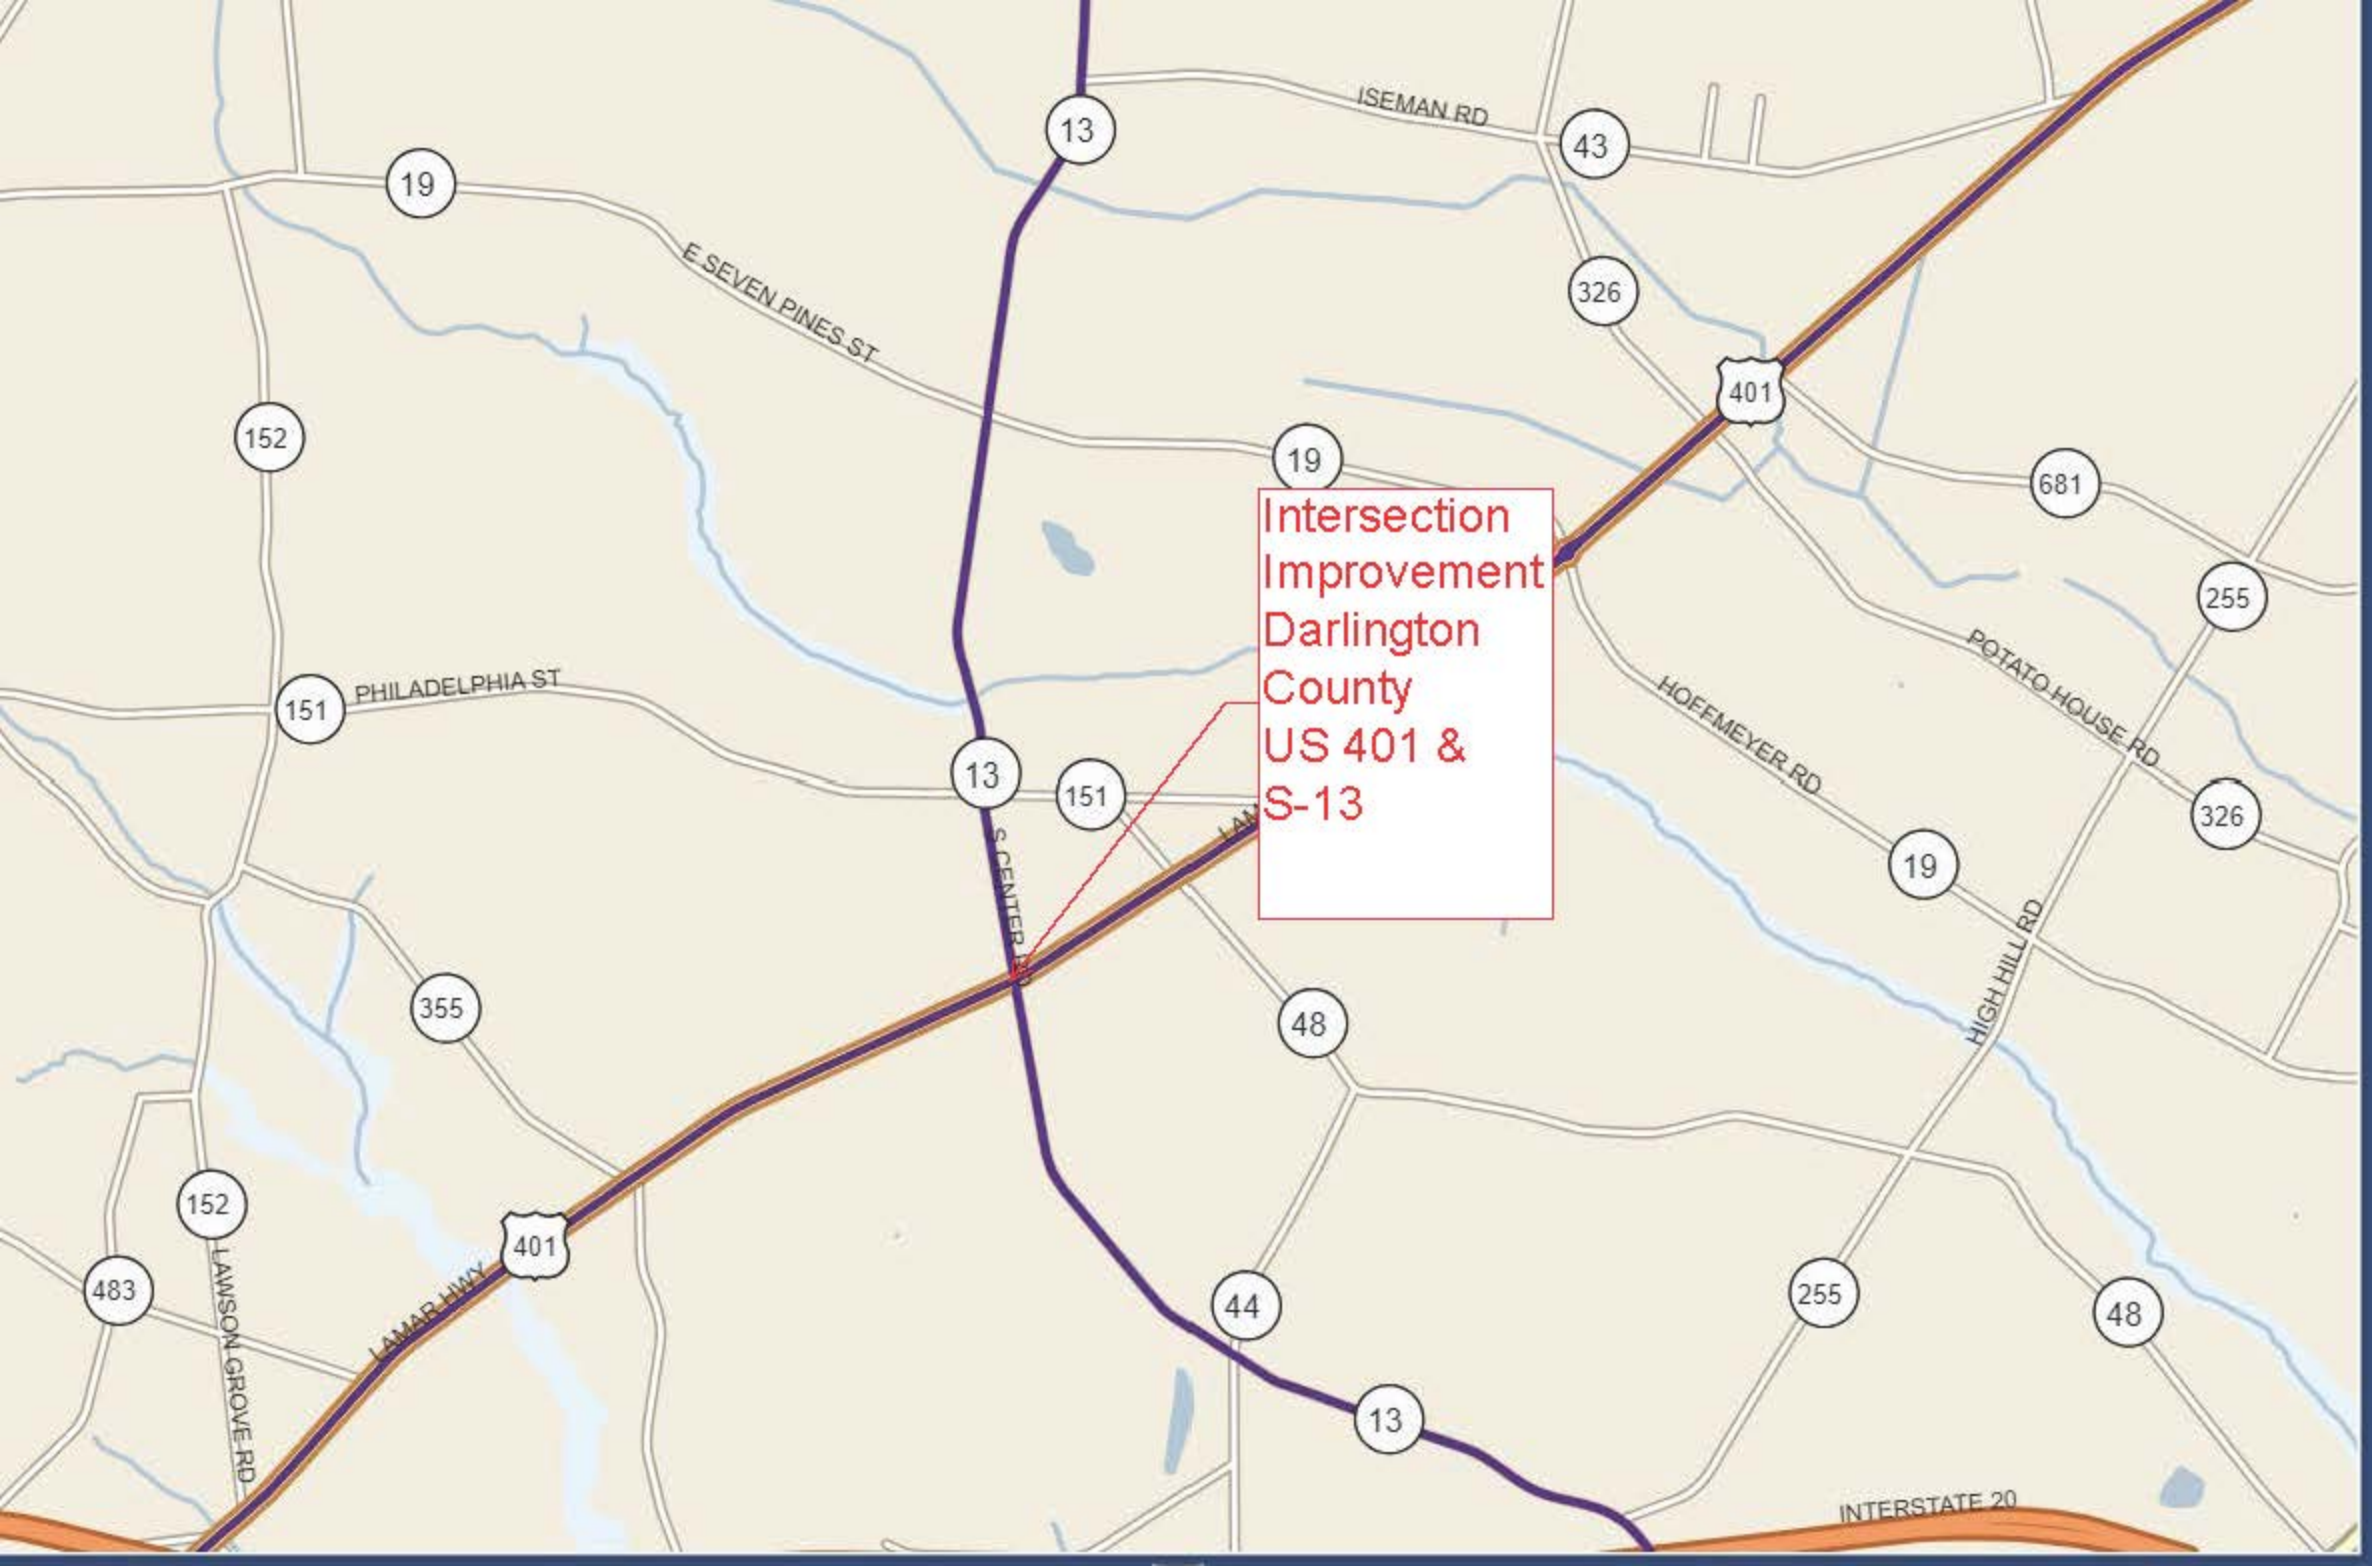 13
ISEMAN RD
43
19
E SEVEN PINES ST
326
401
152
19
681
Intersection
Improvement
Darlington
County
US 401 &
S-13
255
POTATO HOUSE RD
151
PHILADELPHIA ST
HOFFMEYER RD
13
151
LAM
326
S CENTER RD
19
HIGH HILL RD
355
48
152
401
483
LAWSON GROVE RD
LAMAR HWY
44
255
48
13
INTERSTATE 20